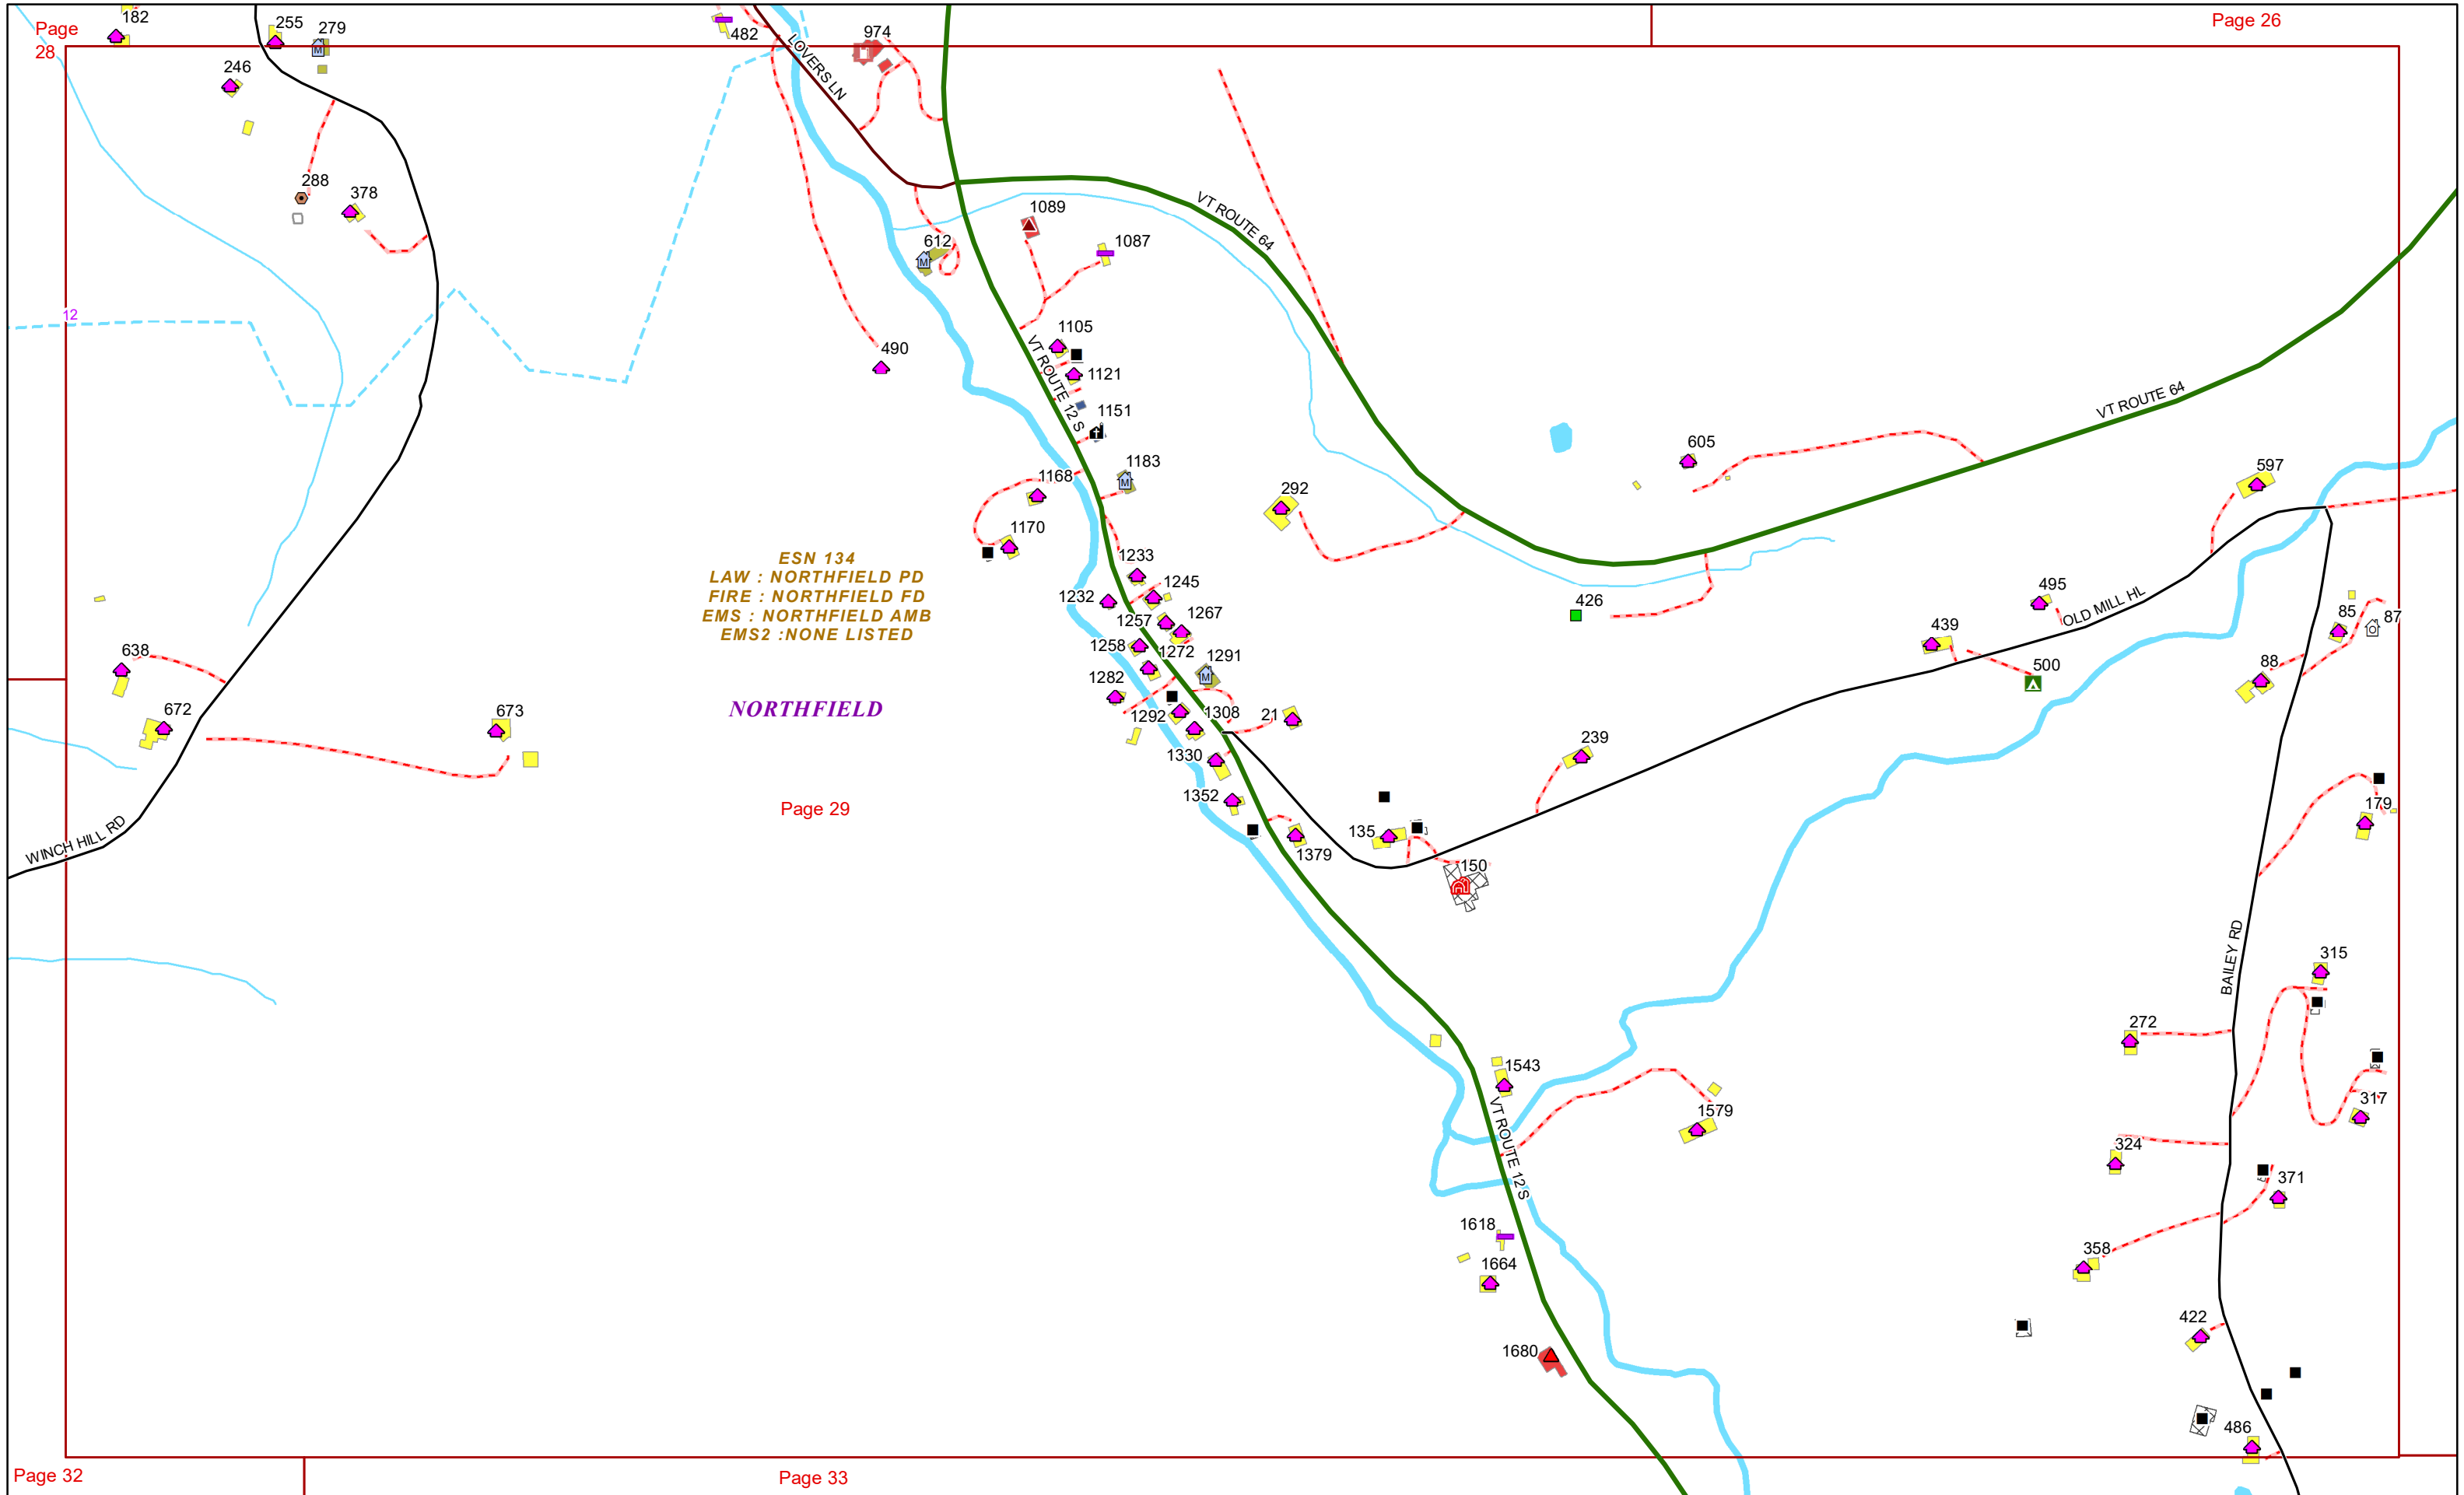 182
255
279
482
974
Page 26
Page
28
246
LOVERS LN
288
378
1089
VT ROUTE 64
612
1087
12
490
1105
VT ROUTE 12 S
1121
1151
VT ROUTE 64
605
1168
1183
292
597
1170
ESN 134
LAW : NORTHFIELD PD
FIRE : NORTHFIELD FD
EMS : NORTHFIELD AMB
EMS2 :NONE LISTED
1233
1245
1232
1257
1267
426
495
OLD MILL HL
85
87
439
638
1258
1272
1291
500
88
1282
672
673
NORTHFIELD
1292
1308
21
239
1330
Page 29
1352
179
WINCH HILL RD
135
1379
150
BAILEY RD
315
272
1543
1579
317
VT ROUTE 12 S
324
371
1618
358
1664
422
1680
486
Page 32
Page 33
M
M
M
M